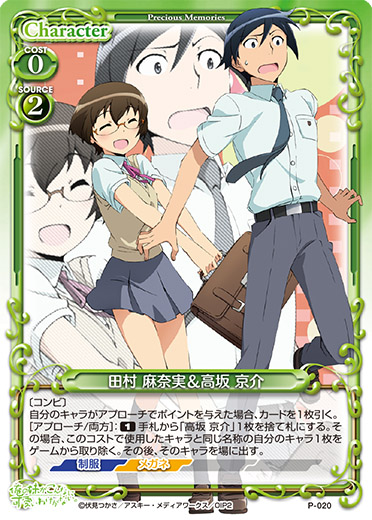 Precious Memories
Character
COST
0
SOURCE
2
田村 麻奈実&高坂 京介
[コンビ]
自分のキャラがアプローチでポイントを与えた場合、カードを1枚引く。
[アプローチ/両方]:1 手札から「高坂 京介」1枚を捨て札にする。そ
の場合、このコストで使用したキャラと同じ名称の自分のキャラ1枚を
ゲームから取り除く。その後、そのキャラを場に出す。
制服 メガネ
©伏見つかさ/アスキー・メディアワークス/OIP2
P-020